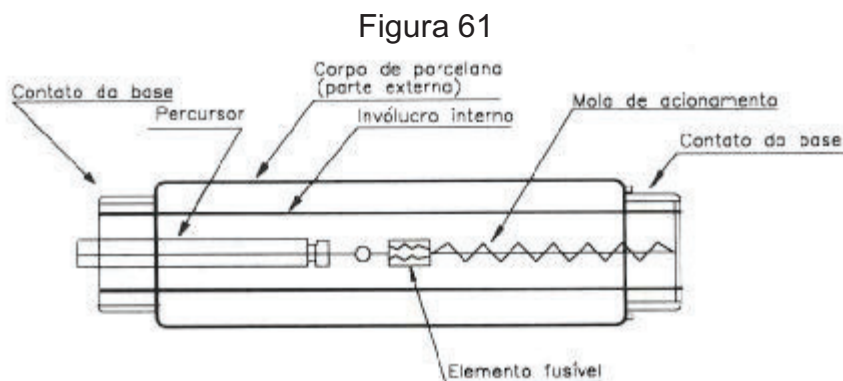 Figura 61
Corpo de porcelana
(parte externa)
Contato da base
Percursor
Invólucro interno
Mola de acionamento
Contato da base
Elemento fusível